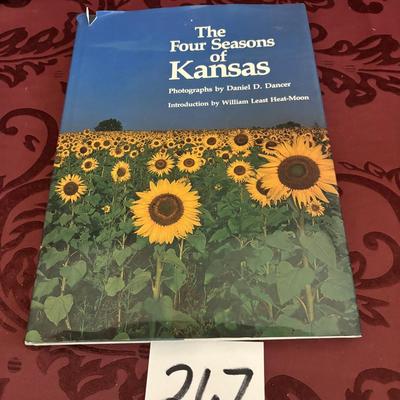 The
Four Seasons
of
Kansas
Photographs by Daniel D. Dancer
Introduction by William Least Heat-Moon
247